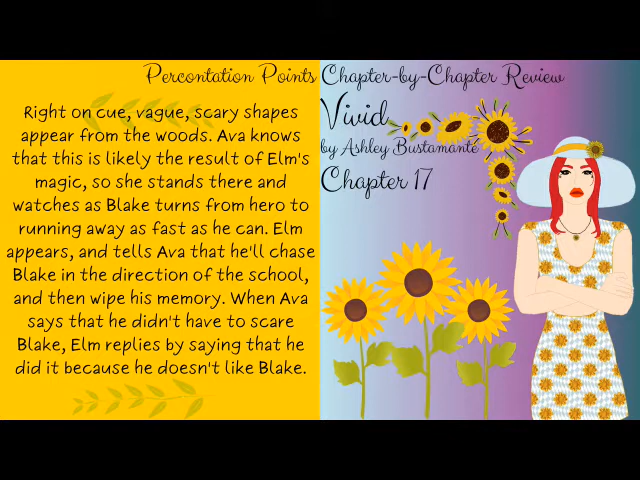 Percontation Points Chapter-by-Chapter Review
Right on cue, vague, scary shapes
appear from the woods. Ava knows
that this is likely the result of Elm's
magic, so she stands there and
watches as Blake turns from hero to
running away as fast as he can. Elm
appears, and tells Ava that he'll chase
Blake in the direction of the school,
and then wipe his memory. When Ava
says that he didn't have to scare
Blake, Elm replies by saying that he
did it because he doesn't like Blake.
Vivid
by Ashley Bustamante
Chapter 17